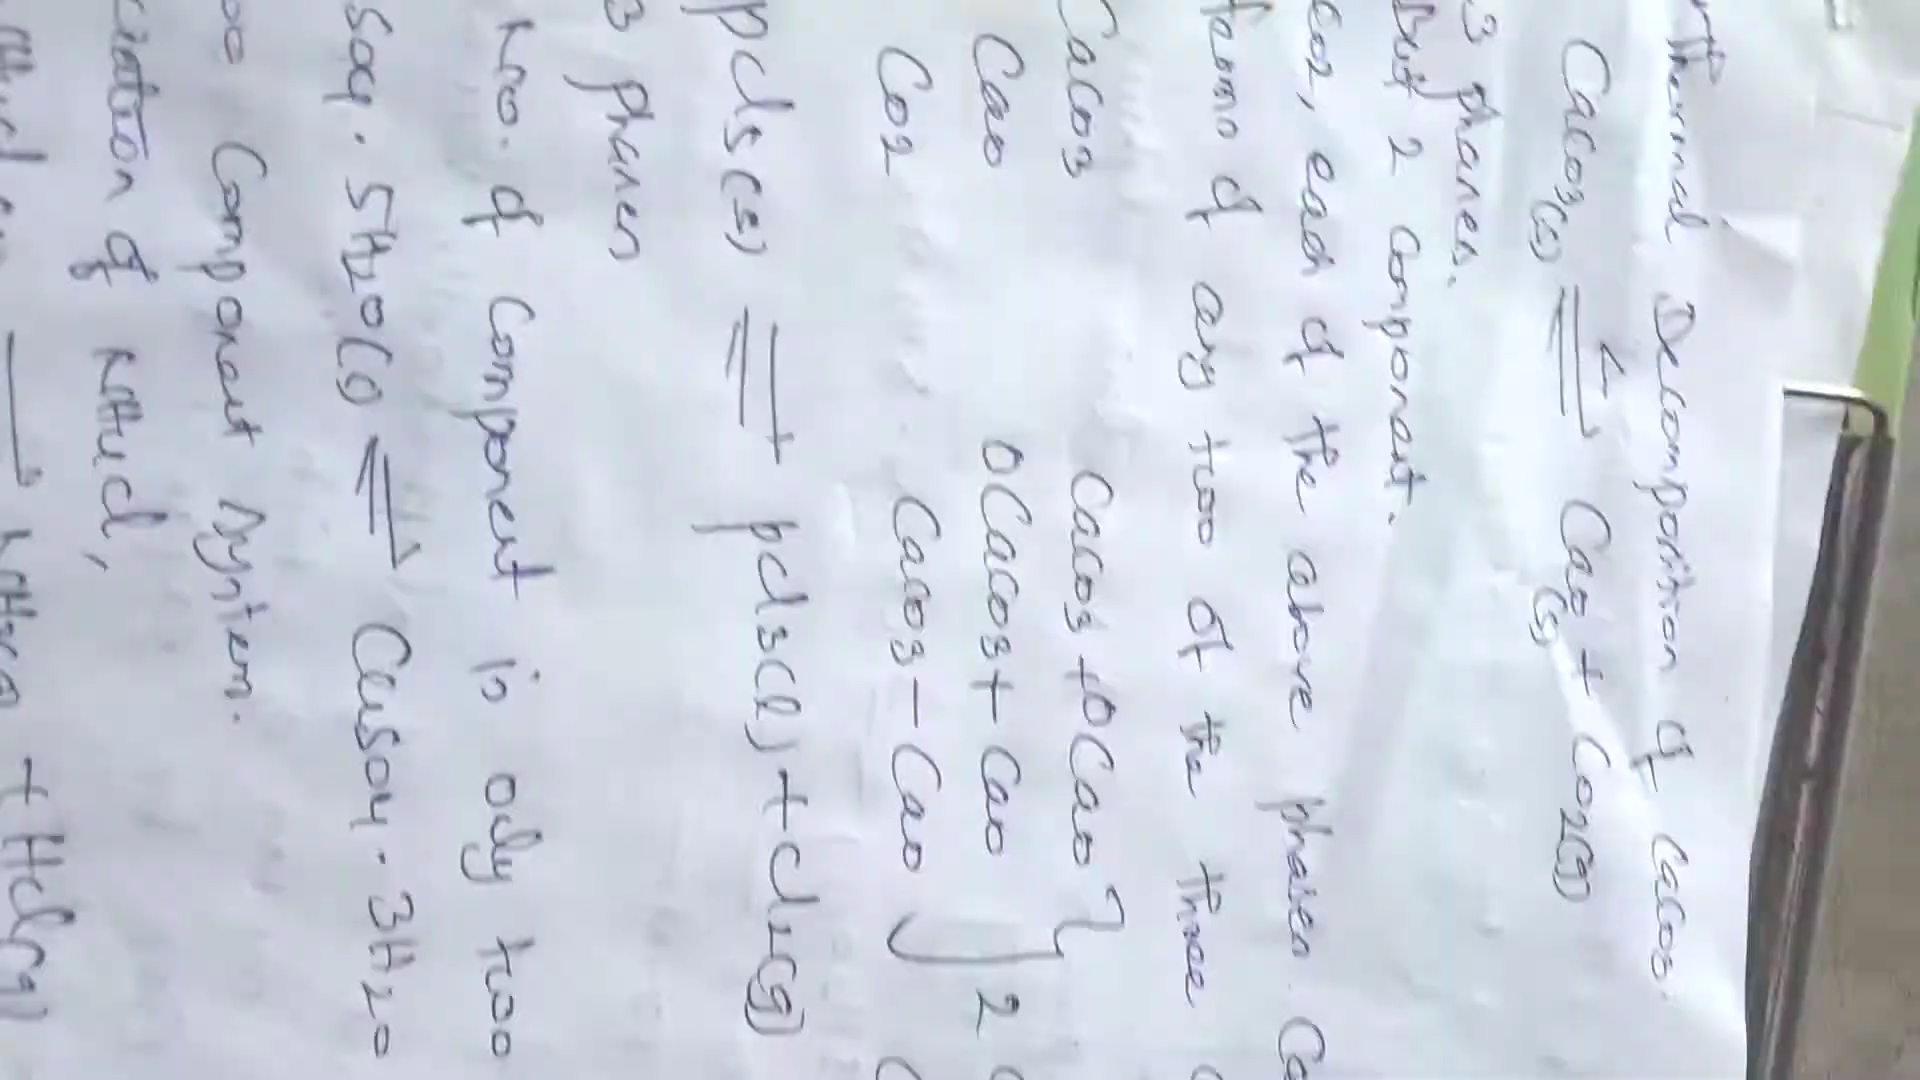 Thermal Decomposition of CaCO3.
CaCO3(s) ⇌ CaO(s) + CO2(g)
3 phases.
But 2 component.
CO2, each of the above phases Ca
terms of any two of the three
CaCO3 CaCO3 + 0CaO
CaO 0CaCO3 + CaO } 2
CO2 CaCO3 - CaO
PCl5(s) ⇌ PCl3(l) + Cl2(g)
3 phases
No. of Component is only two
SO4. 5H2O(s) ⇌ CuSO4. 3H2O
Component System.
ciation of NH4Cl,
+ HCl(g)